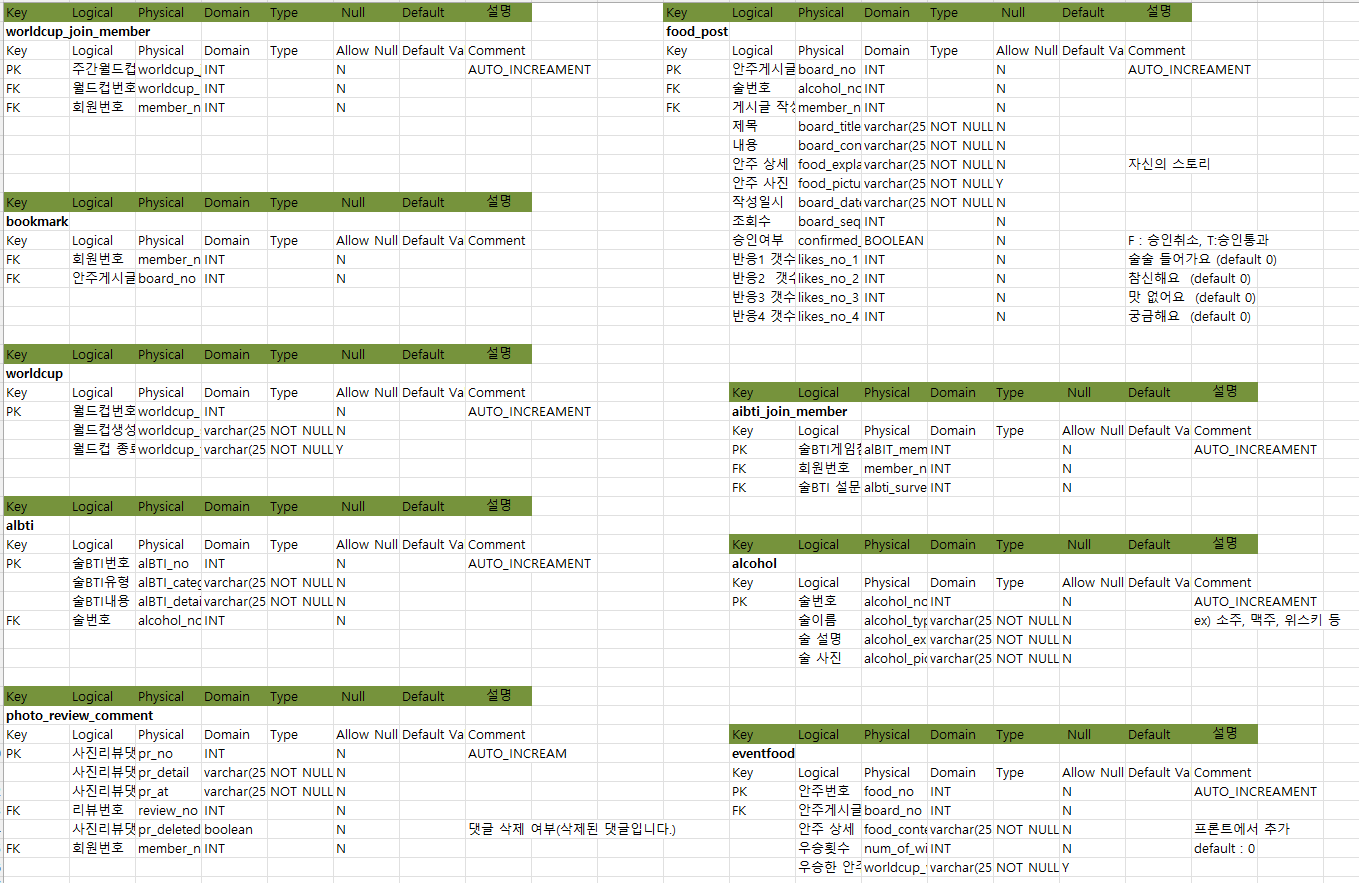 Key Logical Physical Domain Type Null Default 설명
worldcup_join_member
Key Logical Physical Domain Type Allow Null Default Va Comment
PK 주간월드컵 worldcup_ INT N AUTO_INCREAMENT
FK 월드컵번호 worldcup_ INT N
FK 회원번호 member_n INT N
Key Logical Physical Domain Type Null Default 설명
bookmark
Key Logical Physical Domain Type Allow Null Default Va Comment
FK 회원번호 member_n INT N
FK 안주게시글 board_no INT N
Key Logical Physical Domain Type Null Default 설명
worldcup
Key Logical Physical Domain Type Allow Null Default Va Comment
PK 월드컵번호 worldcup_ INT N AUTO_INCREAMENT
월드컵생성 worldcup_ varchar(25 NOT NULL N
월드컵 종료 worldcup_ varchar(25 NOT NULL Y
Key Logical Physical Domain Type Null Default 설명
albti
Key Logical Physical Domain Type Allow Null Default Va Comment
PK 술BTI번호 alBTI_no INT N AUTO_INCREAMENT
술BTI유형 alBTI_categ varchar(25 NOT NULL N
술BTI내용 alBTI_detai varchar(25 NOT NULL N
FK 술번호 alcohol_no INT N
Key Logical Physical Domain Type Null Default 설명
photo_review_comment
Key Logical Physical Domain Type Allow Null Default Va Comment
PK 사진리뷰댓 pr_no INT N AUTO_INCREAM
사진리뷰댓 pr_detail varchar(25 NOT NULL N
사진리뷰댓 pr_at varchar(25 NOT NULL N
FK 리뷰번호 review_no INT N
사진리뷰댓 pr_deleted boolean N 댓글 삭제 여부(삭제된 댓글입니다.)
FK 회원번호 member_n INT N
Key Logical Physical Domain Type Null Default 설명
food_post
Key Logical Physical Domain Type Allow Null Default Va Comment
PK 안주게시글 board_no INT N AUTO_INCREAMENT
FK 술번호 alcohol_no INT N
FK 게시글 작성 member_n INT N
제목 board_title varchar(25 NOT NULL N
내용 board_con varchar(25 NOT NULL N
안주 상세 food_expla varchar(25 NOT NULL N 자신의 스토리
안주 사진 food_pictu varchar(25 NOT NULL Y
작성일시 board_date varchar(25 NOT NULL N
조회수 board_seq INT N
승인여부 confirmed_ BOOLEAN N F : 승인취소, T:승인통과
반응1 갯수 likes_no_1 INT N 술술 들어가요 (default 0)
반응2 갯수 likes_no_2 INT N 참신해요 (default 0)
반응3 갯수 likes_no_3 INT N 맛 없어요 (default 0)
반응4 갯수 likes_no_4 INT N 궁금해요 (default 0)
Key Logical Physical Domain Type Null Default 설명
aibti_join_member
Key Logical Physical Domain Type Allow Null Default Va Comment
PK 술BTI게임참 alBIT_mem INT N AUTO_INCREAMENT
FK 회원번호 member_n INT N
FK 술BTI 설문 albti_surve INT N
Key Logical Physical Domain Type Null Default 설명
alcohol
Key Logical Physical Domain Type Allow Null Default Va Comment
PK 술번호 alcohol_no INT N AUTO_INCREAMENT
술이름 alcohol_typ varchar(25 NOT NULL N ex) 소주, 맥주, 위스키 등
술 설명 alcohol_ex varchar(25 NOT NULL N
술 사진 alcohol_pic varchar(25 NOT NULL N
Key Logical Physical Domain Type Null Default 설명
eventfood
Key Logical Physical Domain Type Allow Null Default Va Comment
PK 안주번호 food_no INT N AUTO_INCREAMENT
FK 안주게시글 board_no INT N
안주 상세 food_conte varchar(25 NOT NULL N 프론트에서 추가
우승횟수 num_of_wi INT N default : 0
우승한 안주 worldcup_ varchar(25 NOT NULL Y